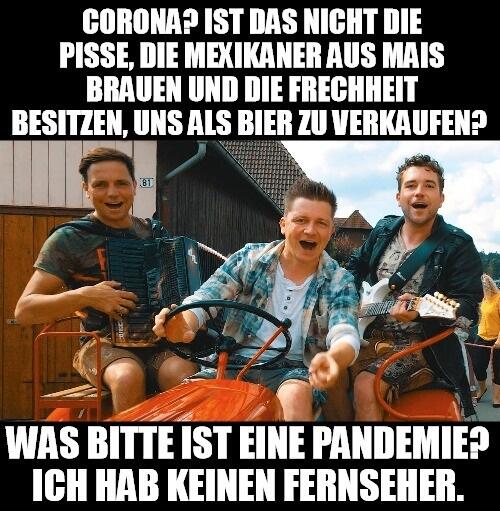 CORONA? IST DAS NICHT DIE
PISSE, DIE MEXIKANER AUS MAIS
BRAUEN UND DIE FRECHHEIT
BESITZEN, UNS ALS BIER ZU VERKAUFEN?
81
WAS BITTE IST EINE PANDEMIE?
ICH HAB KEINEN FERNSEHER.